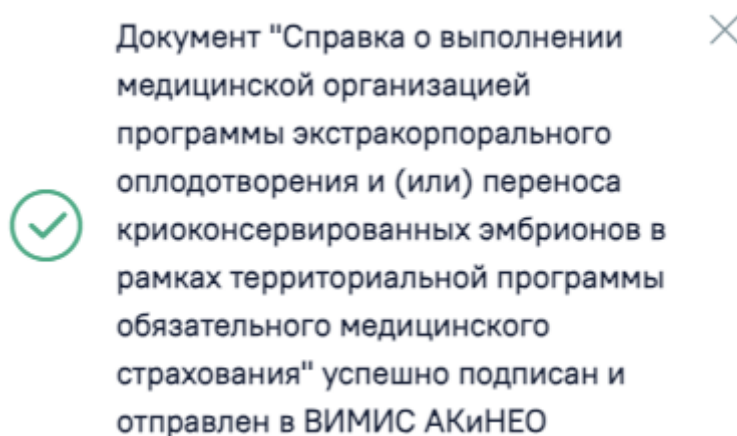 Документ "Справка о выполнении
медицинской организацией
программы экстракорпорального
оплодотворения и (или) переноса
криоконсервированных эмбрионов в
рамках территориальной программы
обязательного медицинского
страхования" успешно подписан и
отправлен в ВИМИС АКиНЕО